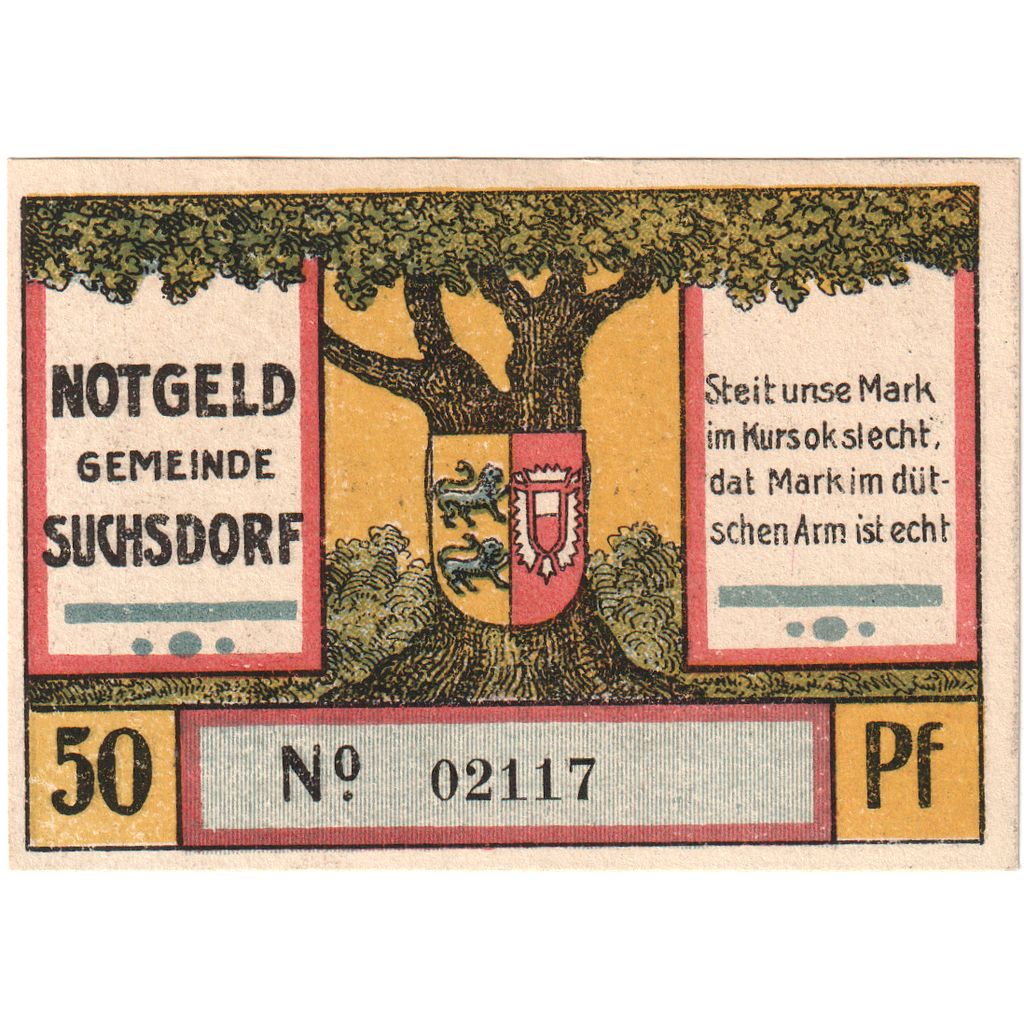 NOTGELD
GEMEINDE
SUCHSDORF
Steit unse Mark
im Kurs ok slecht,
dat Mark im düt-
schen Arm ist echt
50
Nº 02117
Pf